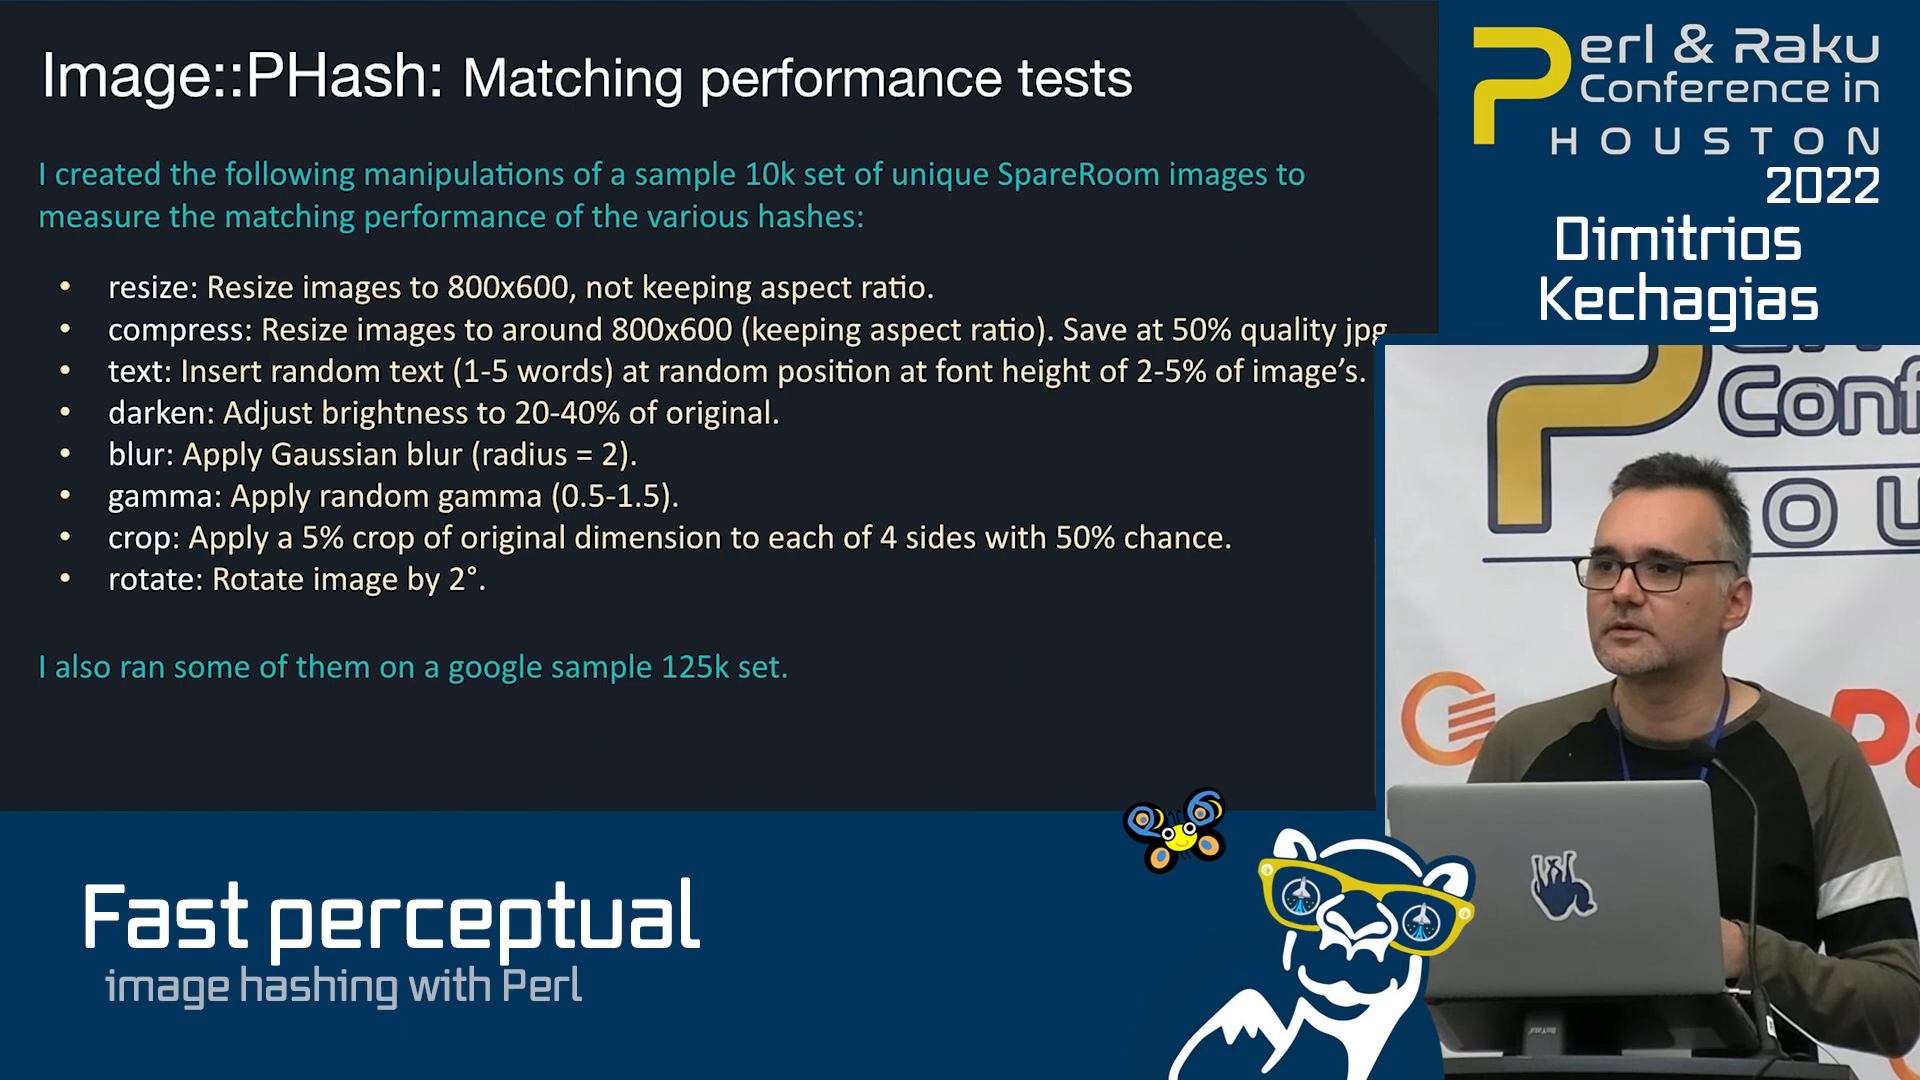 Image::PHash: Matching performance tests
I created the following manipulations of a sample 10k set of unique SpareRoom images to
measure the matching performance of the various hashes:
• resize: Resize images to 800x600, not keeping aspect ratio.
• compress: Resize images to around 800x600 (keeping aspect ratio). Save at 50% quality jpg
• text: Insert random text (1-5 words) at random position at font height of 2-5% of image’s.
• darken: Adjust brightness to 20-40% of original.
• blur: Apply Gaussian blur (radius = 2).
• gamma: Apply random gamma (0.5-1.5).
• crop: Apply a 5% crop of original dimension to each of 4 sides with 50% chance.
• rotate: Rotate image by 2°.
I also ran some of them on a google sample 125k set.
Perl & Raku
Conference in
HOUSTON
2022
Dimitrios
Kechagias
Conf
OU
Fast perceptual
image hashing with Perl